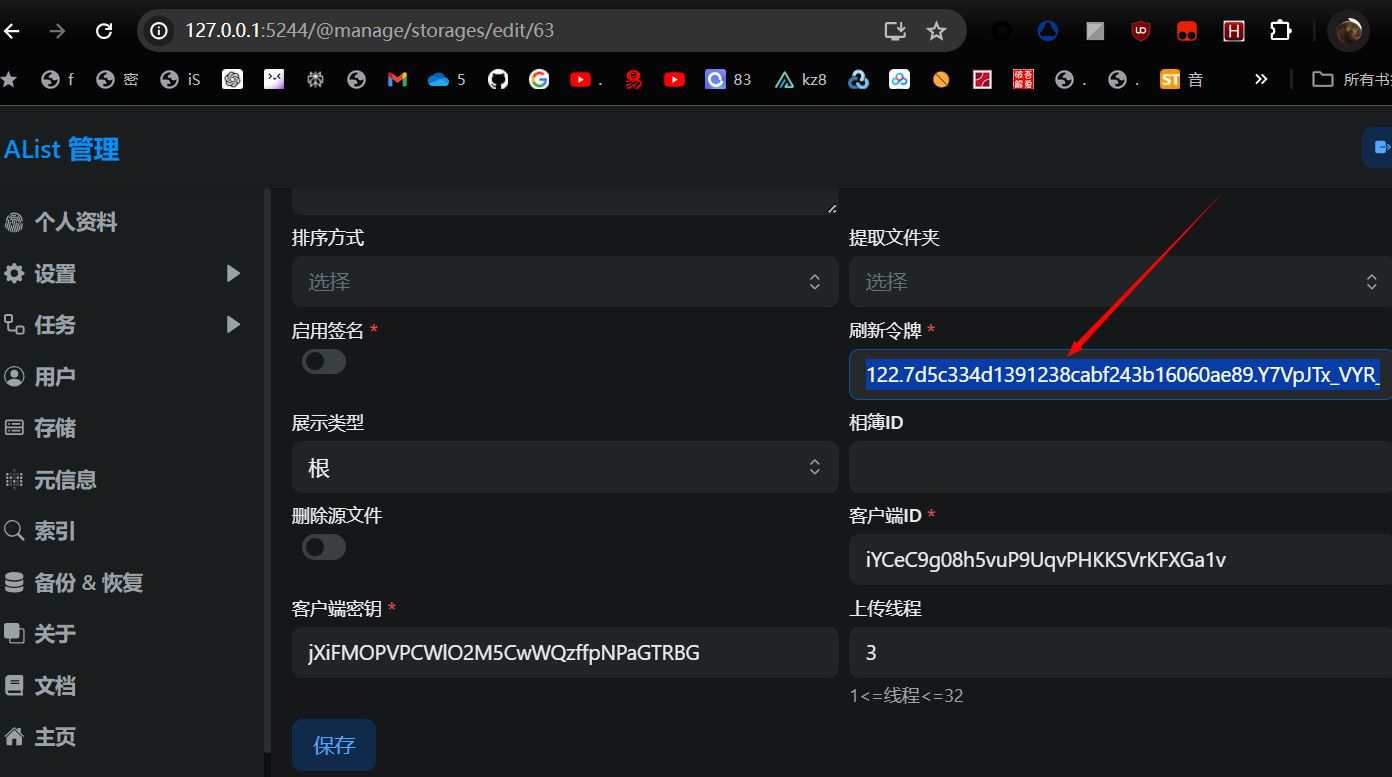 127.0.0.1:5244/@manage/storages/edit/63
f
密
iS
5
.
83
kz8
.
.
ST 音
所有书
AList 管理
个人资料
设置
任务
用户
存储
元信息
索引
备份 & 恢复
关于
文档
主页
排序方式
提取文件夹
选择
选择
启用签名 *
刷新令牌 *
122.7d5c334d1391238cabf243b16060ae89.Y7VpJTx_VYR_
展示类型
相簿ID
根
删除源文件
客户端ID *
iYCeC9g08h5vuP9UqvPHKKSVrKFXGa1v
客户端密钥 *
上传线程
jXiFMOPVPCWlO2M5CwWQzffpNPaGTRBG
3
1<=线程<=32
保存